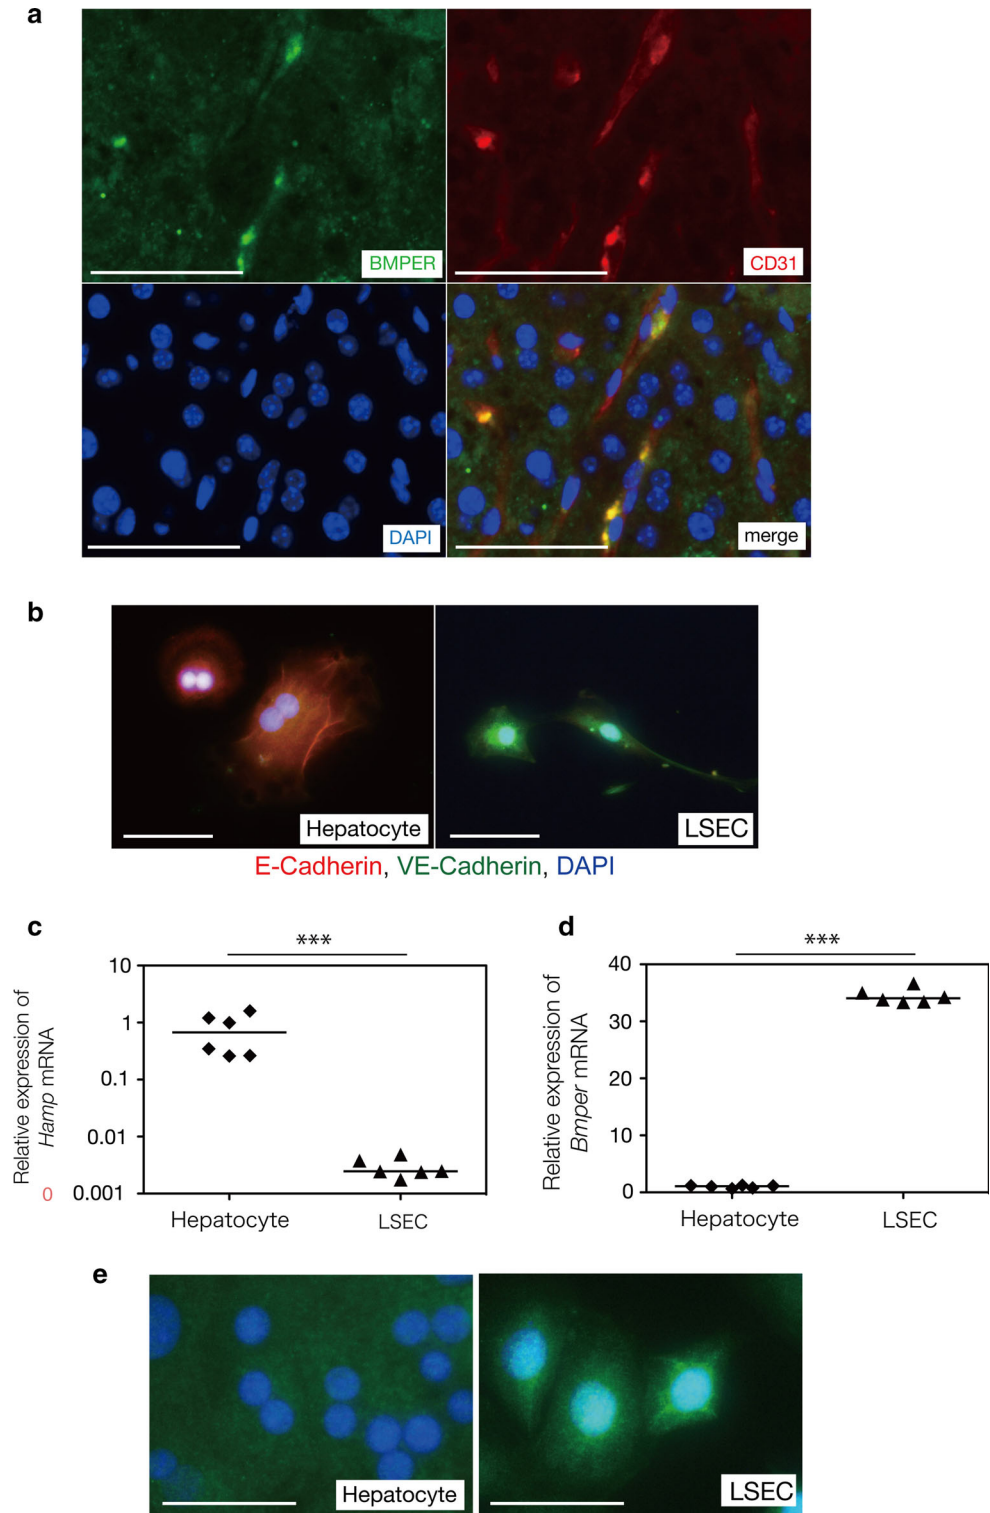 a
BMPER
CD31
DAPI
merge
b
Hepatocyte
LSEC
E-Cadherin, VE-Cadherin, DAPI
c
***
Relative expression of
Hamp mRNA
10
1
0.1
0.01
0.001
0
Hepatocyte
LSEC
d
***
Relative expression of
Bmper mRNA
40
30
20
10
0
Hepatocyte
LSEC
e
Hepatocyte
LSEC